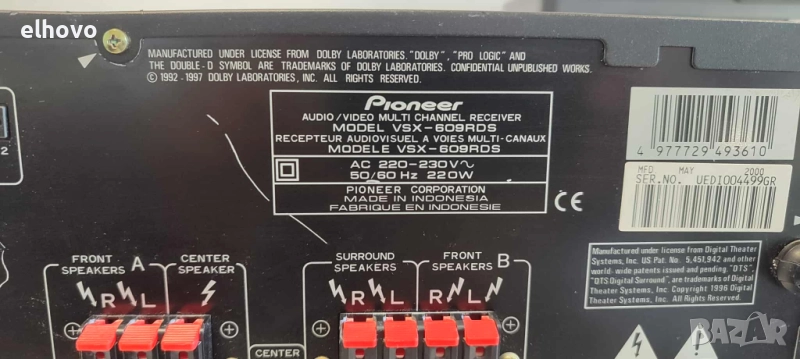 elhovo
MANUFACTURED UNDER LICENSE FROM DOLBY LABORATORIES. "DOLBY", "PRO LOGIC" AND
THE DOUBLE-D SYMBOL ARE TRADEMARKS OF DOLBY LABORATORIES. CONFIDENTIAL UNPUBLISHED WORKS.
© 1992-1997 DOLBY LABORATORIES, INC. ALL RIGHTS RESERVED.
Pioneer
AUDIO/VIDEO MULTI CHANNEL RECEIVER
MODEL VSX-609RDS
RECEPTEUR AUDIOVISUEL A VOIES MULTI-CANAUX
MODELE VSX-609RDS
AC 220-230V~
50/60 Hz 220W
PIONEER CORPORATION
MADE IN INDONESIA
FABRIQUE EN INDONESIE
CE
4 977729 493610
MFD. MAY 2000
SER.NO. UEDI004499GR
Manufactured under license from Digital Theater
Systems, Inc. US Pat. No. 5,451,942 and other
world-wide patents issued and pending. "DTS",
"DTS Digital Surround", are trademarks of Digital
Theater Systems, Inc. Copyright 1996 Digital
Theater Systems, Inc. All Rights Reserved.
2
FRONT
SPEAKERS A
R L
CENTER
SPEAKER
SURROUND
SPEAKERS
R L
FRONT
SPEAKERS B
R L
CENTER
BAZAR